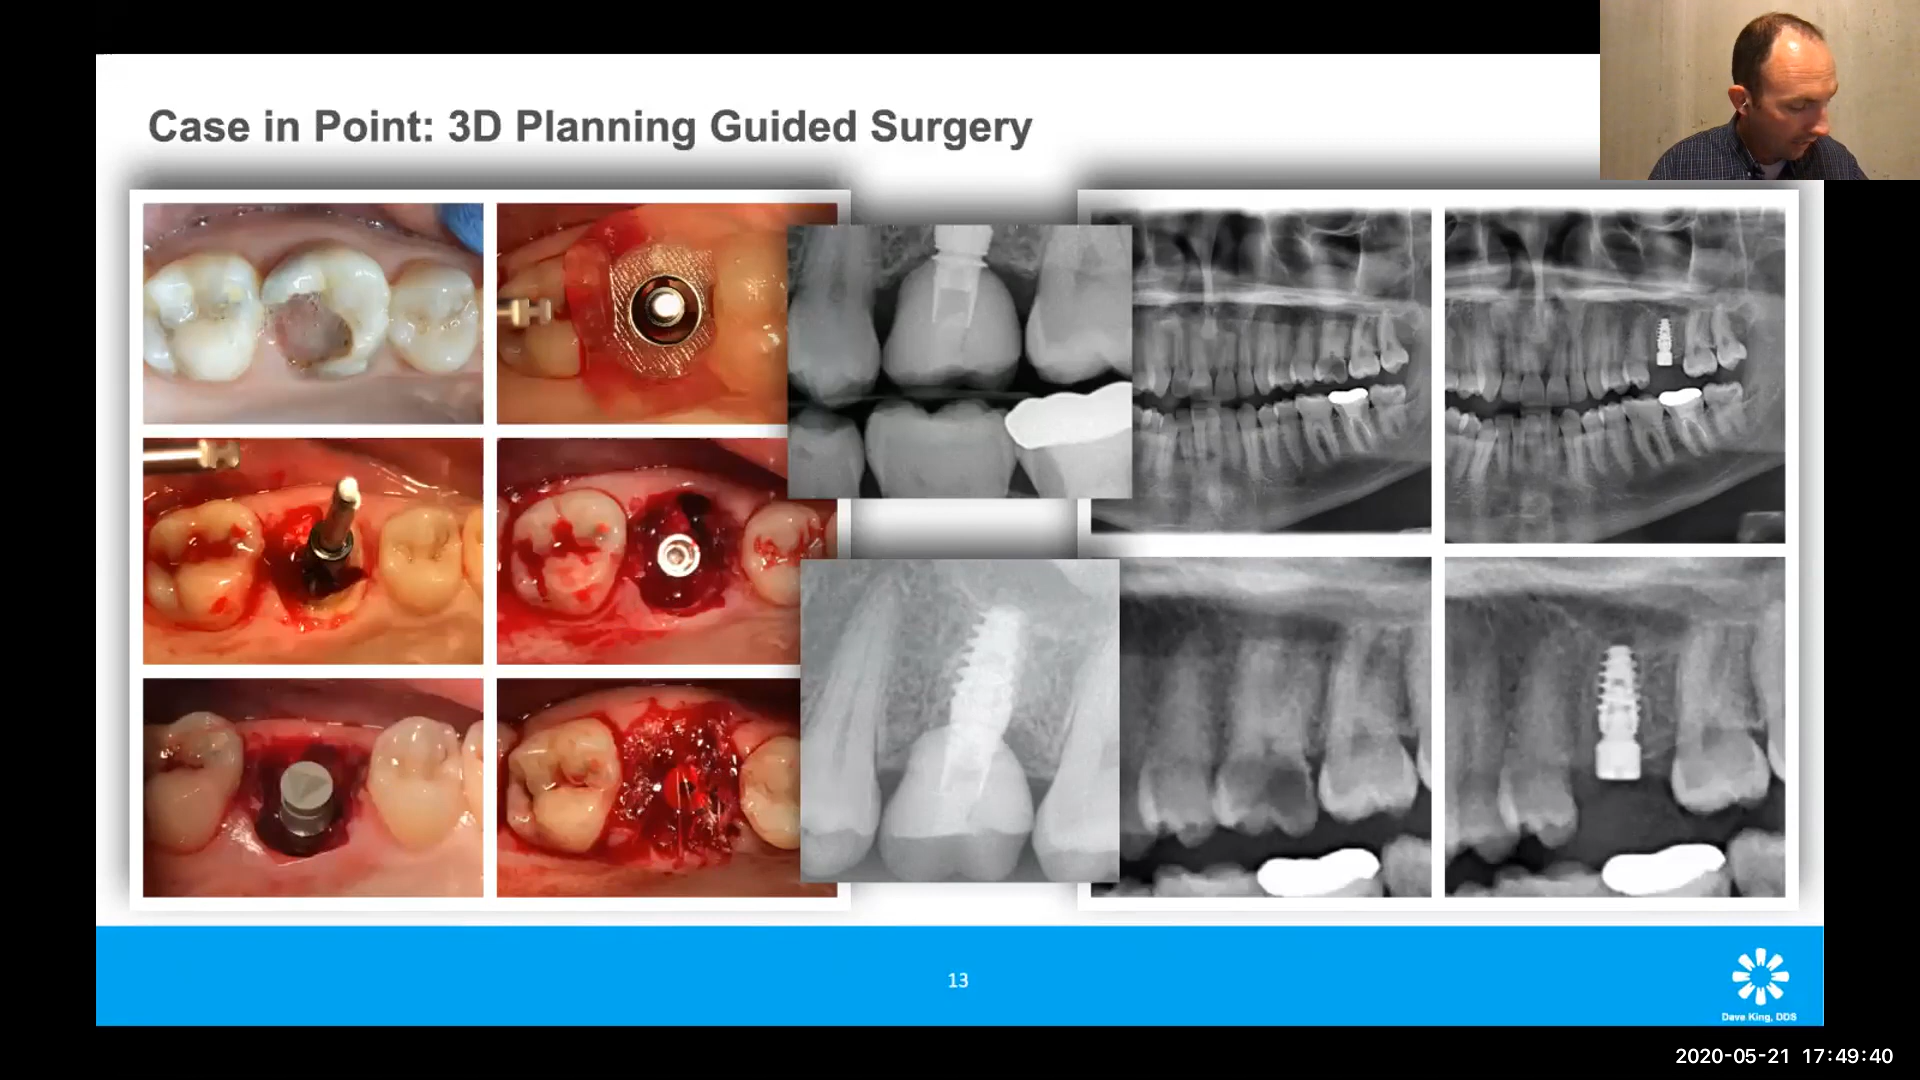 Case in Point: 3D Planning Guided Surgery
13
Dave King, DDS
2020-05-21 17:49:40